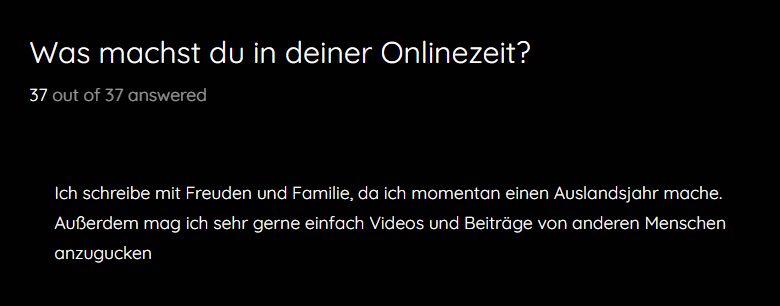 Was machst du in deiner Onlinezeit?
37 out of 37 answered
Ich schreibe mit Freuden und Familie, da ich momentan einen Auslandsjahr mache.
Außerdem mag ich sehr gerne einfach Videos und Beiträge von anderen Menschen
anzugucken